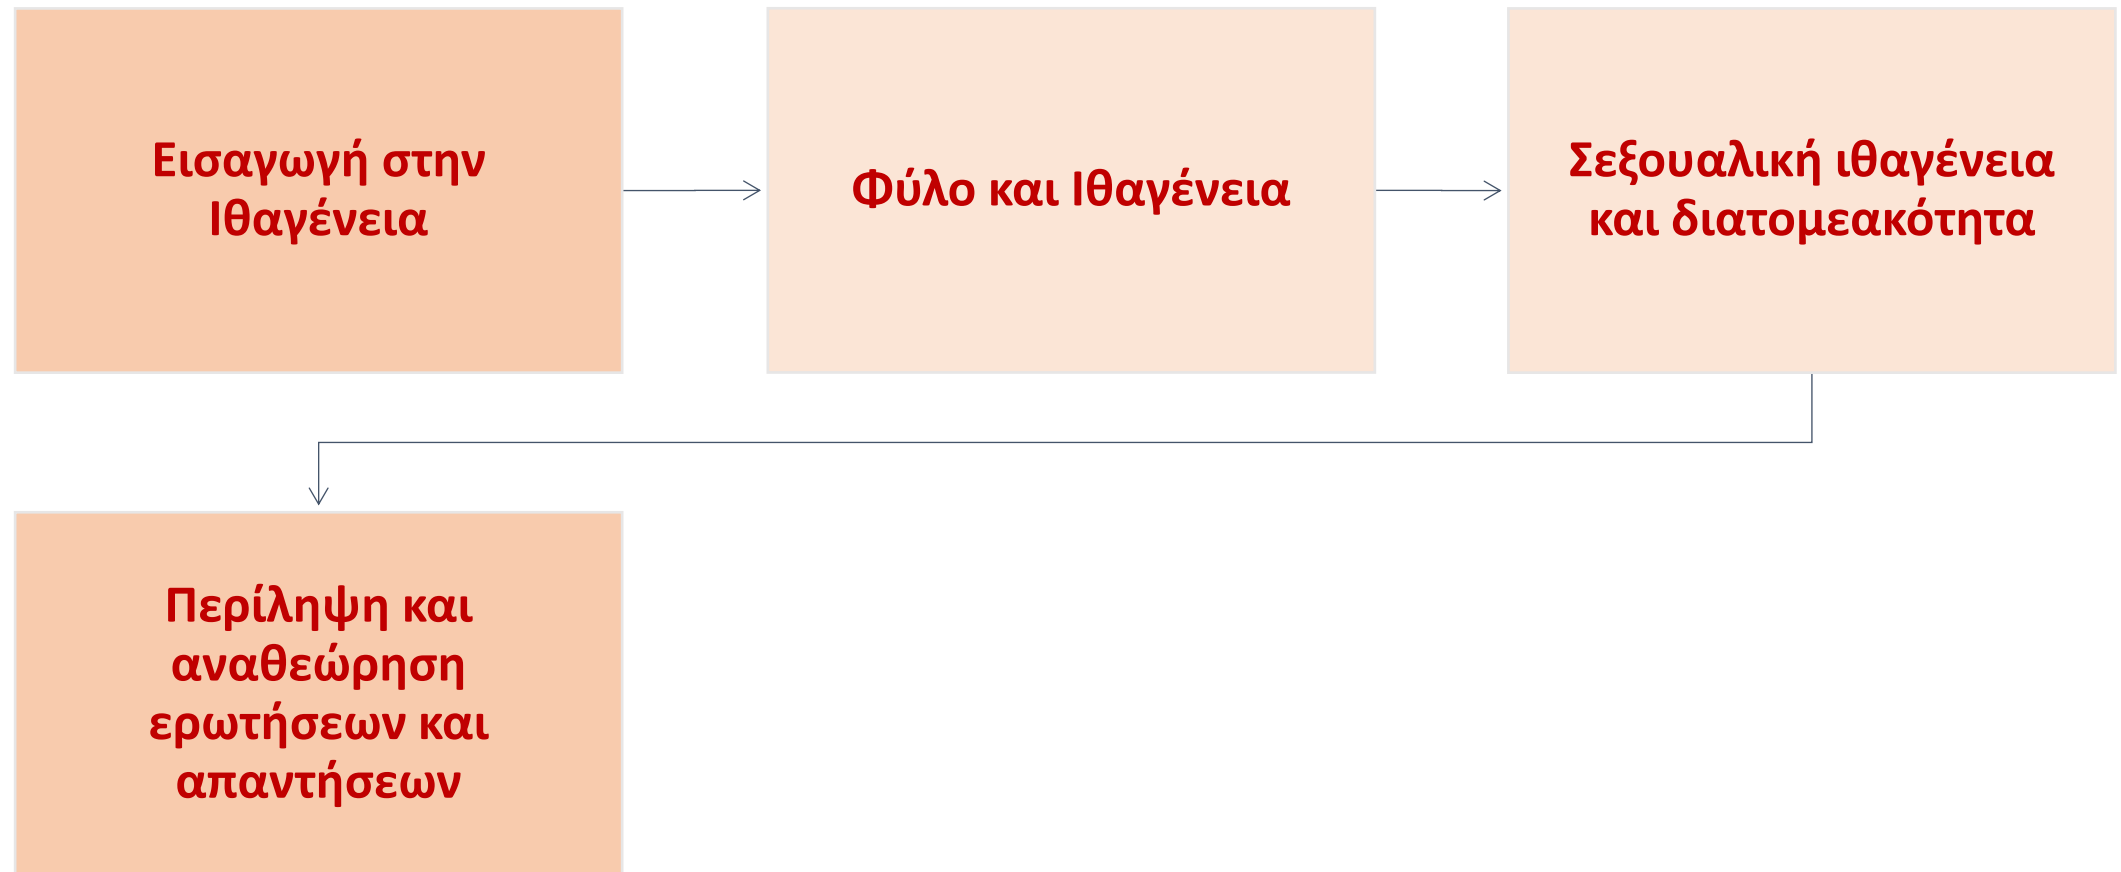 Εισαγωγή στην
Ιθαγένεια
Φύλο και Ιθαγένεια
Σεξουαλική ιθαγένεια
και διατομεακότητα
Περίληψη και
αναθεώρηση
ερωτήσεων και
απαντήσεων